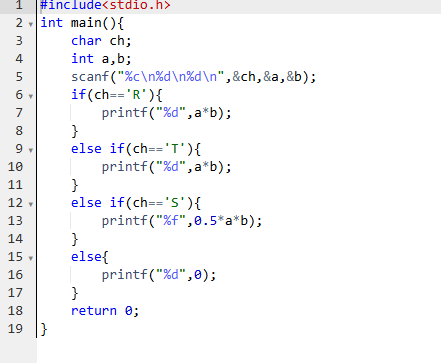 1 #include<stdio.h>
2 int main(){
3 char ch;
4 int a,b;
5 scanf("%c\n%d\n%d\n",&ch,&a,&b);
6 if(ch=='R'){
7 printf("%d",a*b);
8 }
9 else if(ch=='T'){
10 printf("%d",a*b);
11 }
12 else if(ch=='S'){
13 printf("%f",0.5*a*b);
14 }
15 else{
16 printf("%d",0);
17 }
18 return 0;
19 }